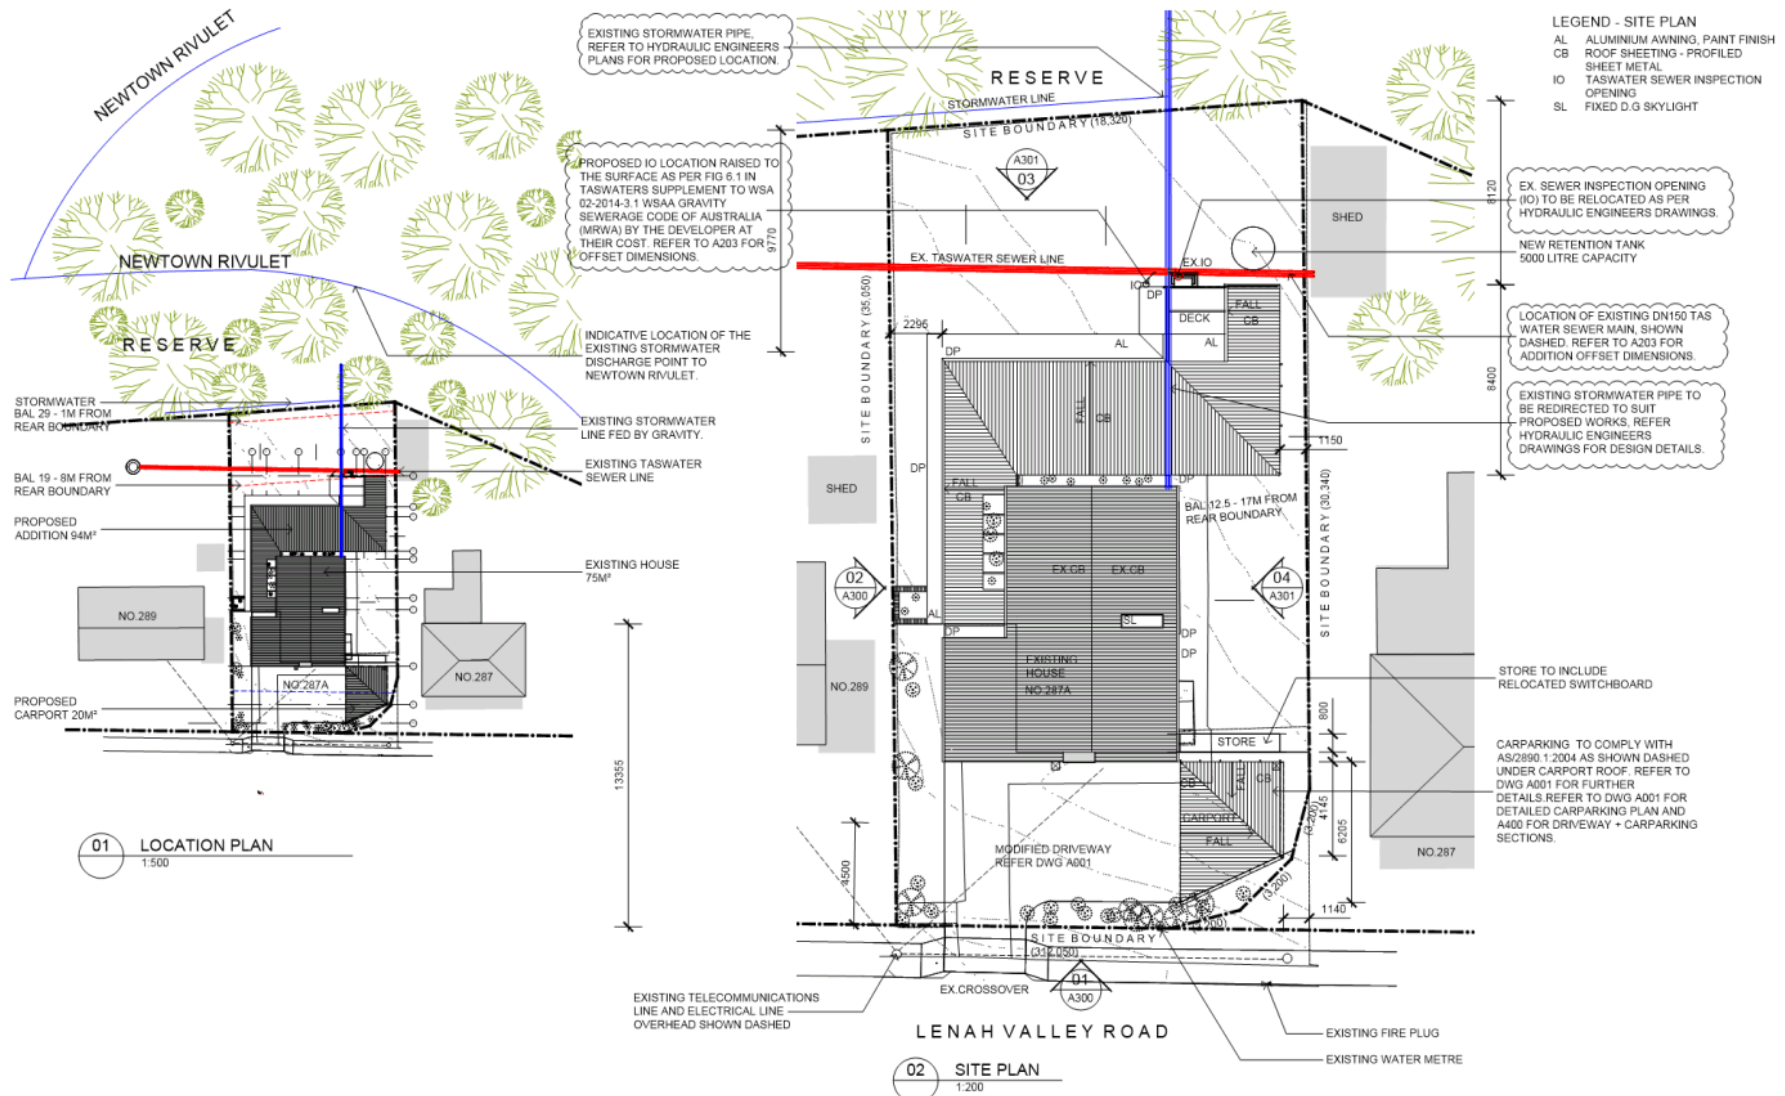 NEWTOWN RIVULET
NEWTOWN RIVULET
RESERVE
STORMWATER
BAL 29 - 1M FROM
REAR BOUNDARY
BAL 19 - 8M FROM
REAR BOUNDARY
PROPOSED
ADDITION 94M²
NO.289
PROPOSED
CARPORT 20M²
NO.287A
NO.287
INDICATIVE LOCATION OF THE
EXISTING STORMWATER
DISCHARGE POINT TO
NEWTOWN RIVULET.
EXISTING STORMWATER
LINE FED BY GRAVITY.
EXISTING TASWATER
SEWER LINE
EXISTING HOUSE
75M²
13355
01
LOCATION PLAN
1:500
EXISTING STORMWATER PIPE,
REFER TO HYDRAULIC ENGINEERS
PLANS FOR PROPOSED LOCATION.
PROPOSED IO LOCATION RAISED TO
THE SURFACE AS PER FIG 6.1 IN
TASWATERS SUPPLEMENT TO WSA
02-2014-3.1 WSAA GRAVITY
SEWERAGE CODE OF AUSTRALIA
(MRWA) BY THE DEVELOPER AT
THEIR COST. REFER TO A203 FOR
OFFSET DIMENSIONS.
9770
RESERVE
STORMWATER LINE
SITE BOUNDARY (18,320)
A301
03
EX. TASWATER SEWER LINE
EX.IO
IO
DP
DECK
FALL
CB
AL
AL
2295
DP
SITE BOUNDARY (35,050)
FALL
CB
DP
FALL
CB
DP
1150
BAL 12.5 - 17M FROM
REAR BOUNDARY
SHED
SHED
8120
8400
SITE BOUNDARY (30,340)
02
A300
04
A301
EX.CB
EX.CB
SL
AL
DP
DP
DP
EXISTING
HOUSE
NO.287A
NO.289
STORE
800
CB
FALL
CB
CARPORT
FALL
4145
(3,200)
6205
MODIFIED DRIVEWAY
REFER DWG A001
4500
(3,200)
1140
SITE BOUNDARY
(312,050)
EX.CROSSOVER
01
A300
EXISTING TELECOMMUNICATIONS
LINE AND ELECTRICAL LINE
OVERHEAD SHOWN DASHED
LENAH VALLEY ROAD
02
SITE PLAN
1:200
LEGEND - SITE PLAN
AL ALUMINIUM AWNING, PAINT FINISH
CB ROOF SHEETING - PROFILED
SHEET METAL
IO TASWATER SEWER INSPECTION
OPENING
SL FIXED D.G SKYLIGHT
EX. SEWER INSPECTION OPENING
(IO) TO BE RELOCATED AS PER
HYDRAULIC ENGINEERS DRAWINGS.
NEW RETENTION TANK
5000 LITRE CAPACITY
LOCATION OF EXISTING DN150 TAS
WATER SEWER MAIN, SHOWN
DASHED. REFER TO A203 FOR
ADDITION OFFSET DIMENSIONS.
EXISTING STORMWATER PIPE TO
BE REDIRECTED TO SUIT
PROPOSED WORKS, REFER
HYDRAULIC ENGINEERS
DRAWINGS FOR DESIGN DETAILS.
STORE TO INCLUDE
RELOCATED SWITCHBOARD
CARPARKING TO COMPLY WITH
AS/2890.1:2004 AS SHOWN DASHED
UNDER CARPORT ROOF. REFER TO
DWG A001 FOR FURTHER
DETAILS.REFER TO DWG A001 FOR
DETAILED CARPARKING PLAN AND
A400 FOR DRIVEWAY + CARPARKING
SECTIONS.
NO.287
EXISTING FIRE PLUG
EXISTING WATER METRE